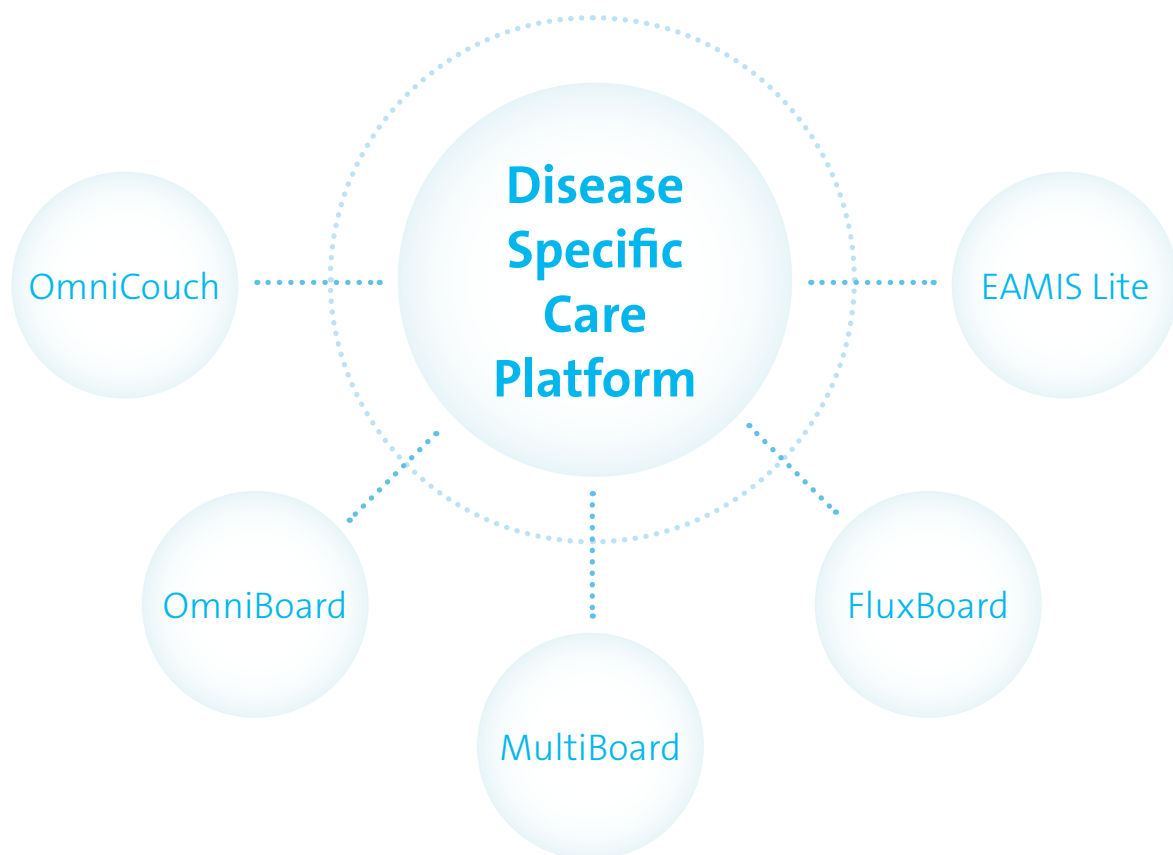 Disease
Specific
Care
Platform
OmniCouch
EAMIS Lite
OmniBoard
FluxBoard
MultiBoard